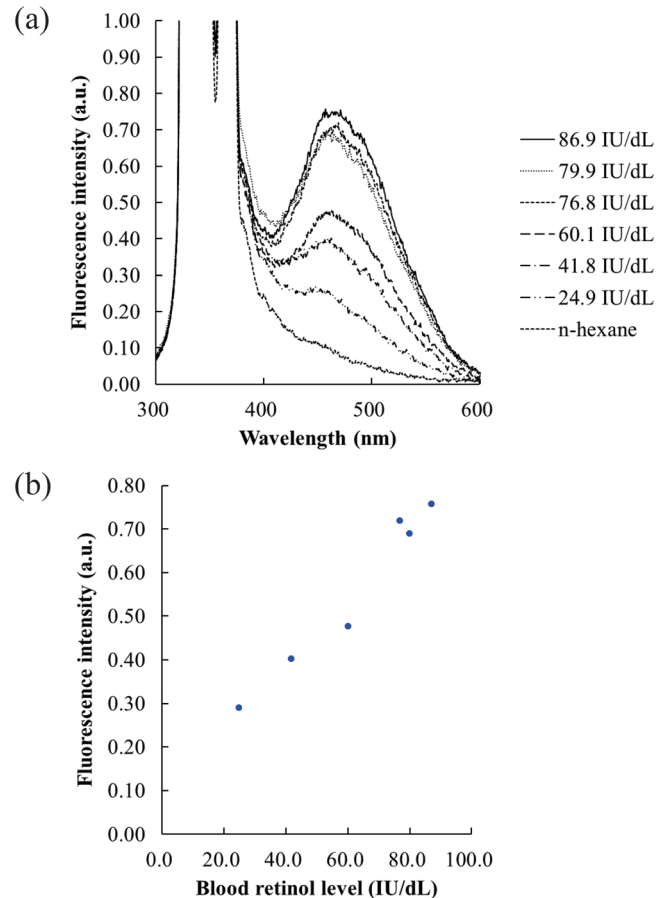 (a)
1.00
0.90
0.80
0.70
0.60
0.50
0.40
0.30
0.20
0.10
0.00
Fluorescence intensity (a.u.)
300 400 500 600
Wavelength (nm)
86.9 IU/dL
79.9 IU/dL
76.8 IU/dL
60.1 IU/dL
41.8 IU/dL
24.9 IU/dL
n-hexane
(b)
0.80
0.70
0.60
0.50
0.40
0.30
0.20
0.10
0.00
Fluorescence intensity (a.u.)
0.0 20.0 40.0 60.0 80.0 100.0
Blood retinol level (IU/dL)